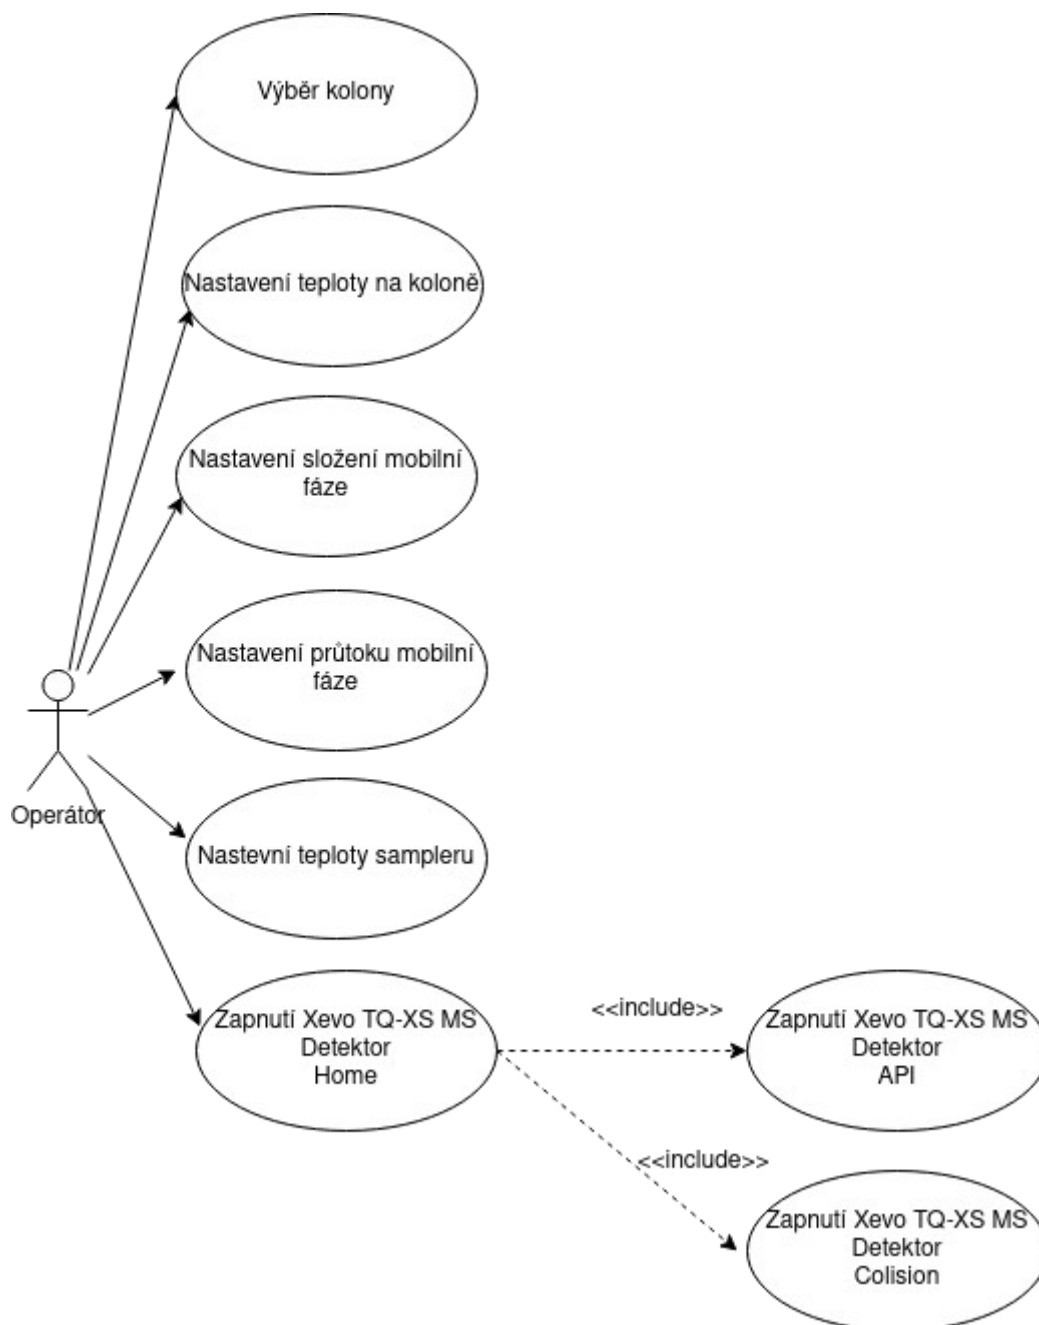 Výběr kolony
Nastavení teploty na koloně
Nastavení složení mobilní
fáze
Nastavení průtoku mobilní
fáze
Operátor
Nastevní teploty sampleru
Zapnutí Xevo TQ-XS MS
Detektor
Home
<<include>>
Zapnutí Xevo TQ-XS MS
Detektor
API
<<include>>
Zapnutí Xevo TQ-XS MS
Detektor
Colision